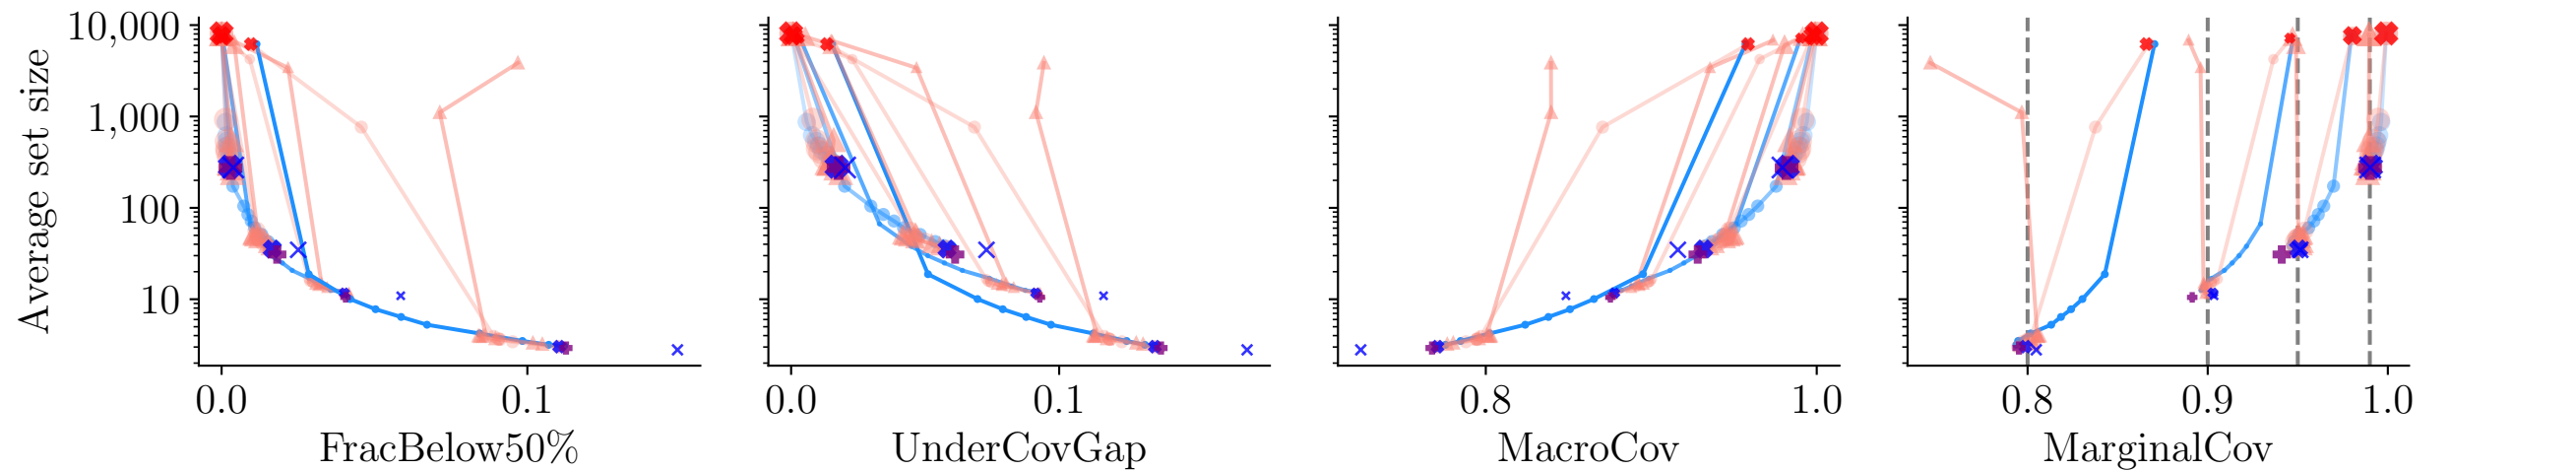 Average set size
10,000
1,000
100
10
0.0 0.1
FracBelow50%
0.0 0.1
UnderCovGap
0.8 1.0
MacroCov
0.8 0.9 1.0
MarginalCov